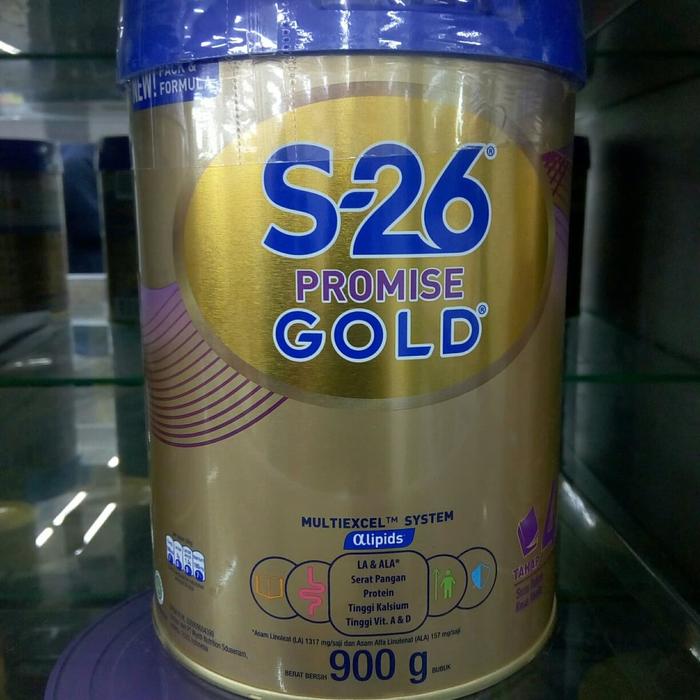 NEW! PACK &
FORMULA
S-26®
PROMISE
GOLD®
MULTIEXCEL™ SYSTEM
αlipids
LA & ALA*
Serat Pangan
Protein
Tinggi Kalsium
Tinggi Vit. A & D
4
TAHAP
*Asam Linoleat (LA) 1317 mg/saji dan Asam Alfa Linolenat (ALA) 157 mg/saji
BERAT BERSIH 900 g BUBUK